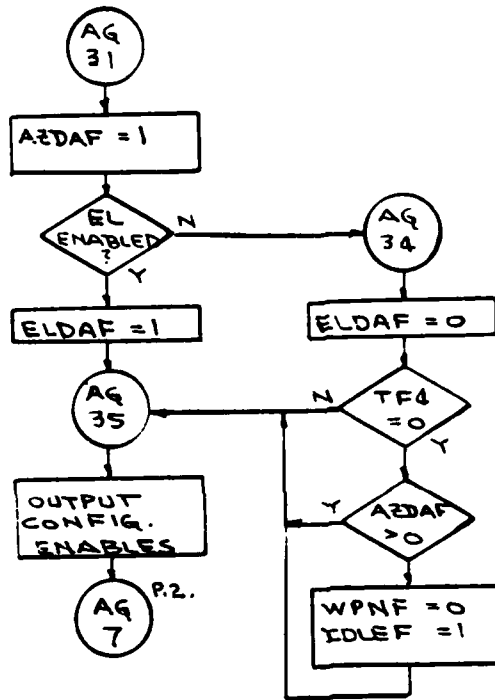 AG
31
AZDAF = 1
EL
ENABLED
?
N
Y
ELDAF = 1
AG
35
OUTPUT
CONFIG.
ENABLES
AG
7
P.2.
AG
34
ELDAF = 0
TF4
= 0
N
Y
AZDAF
> 0
Y
WPNF = 0
IDLEF = 1